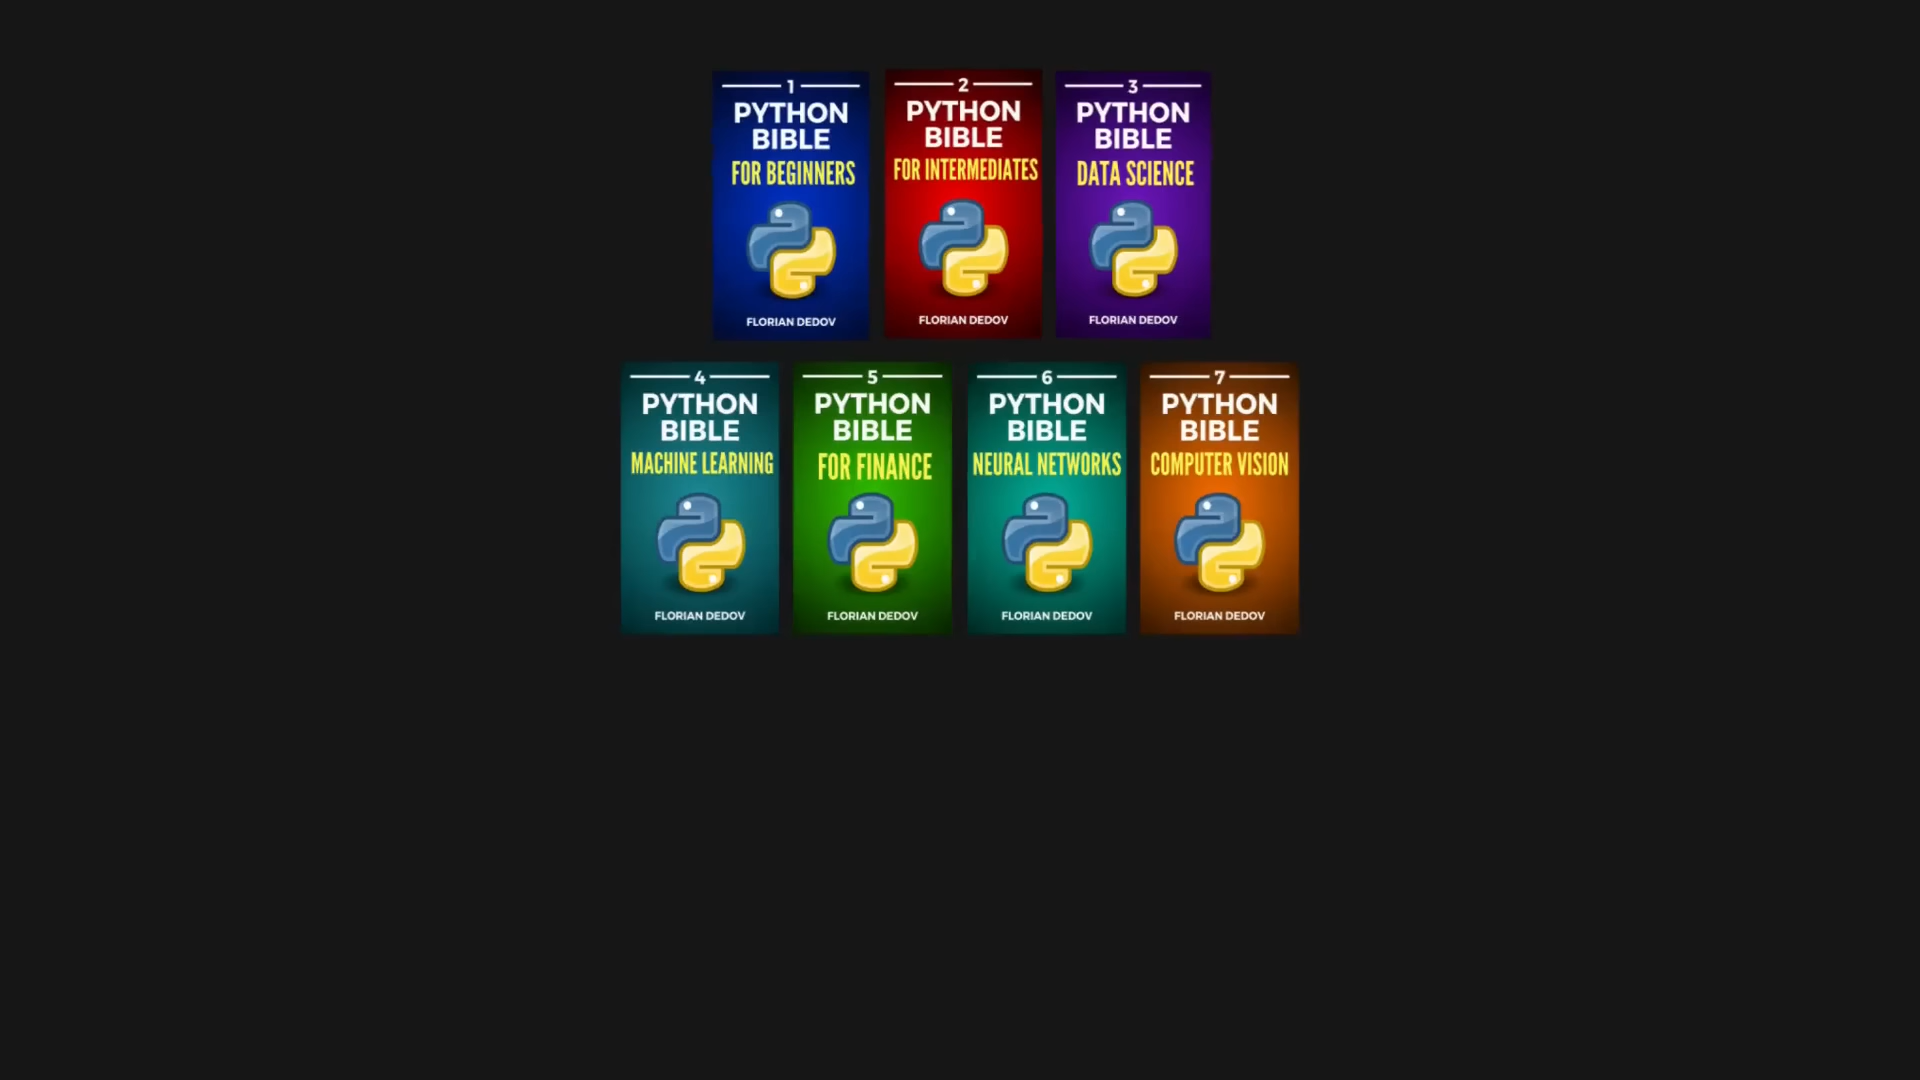 1
PYTHON
BIBLE
FOR BEGINNERS
FLORIAN DEDOV
2
PYTHON
BIBLE
FOR INTERMEDIATES
FLORIAN DEDOV
3
PYTHON
BIBLE
DATA SCIENCE
FLORIAN DEDOV
4
PYTHON
BIBLE
MACHINE LEARNING
FLORIAN DEDOV
5
PYTHON
BIBLE
FOR FINANCE
FLORIAN DEDOV
6
PYTHON
BIBLE
NEURAL NETWORKS
FLORIAN DEDOV
7
PYTHON
BIBLE
COMPUTER VISION
FLORIAN DEDOV